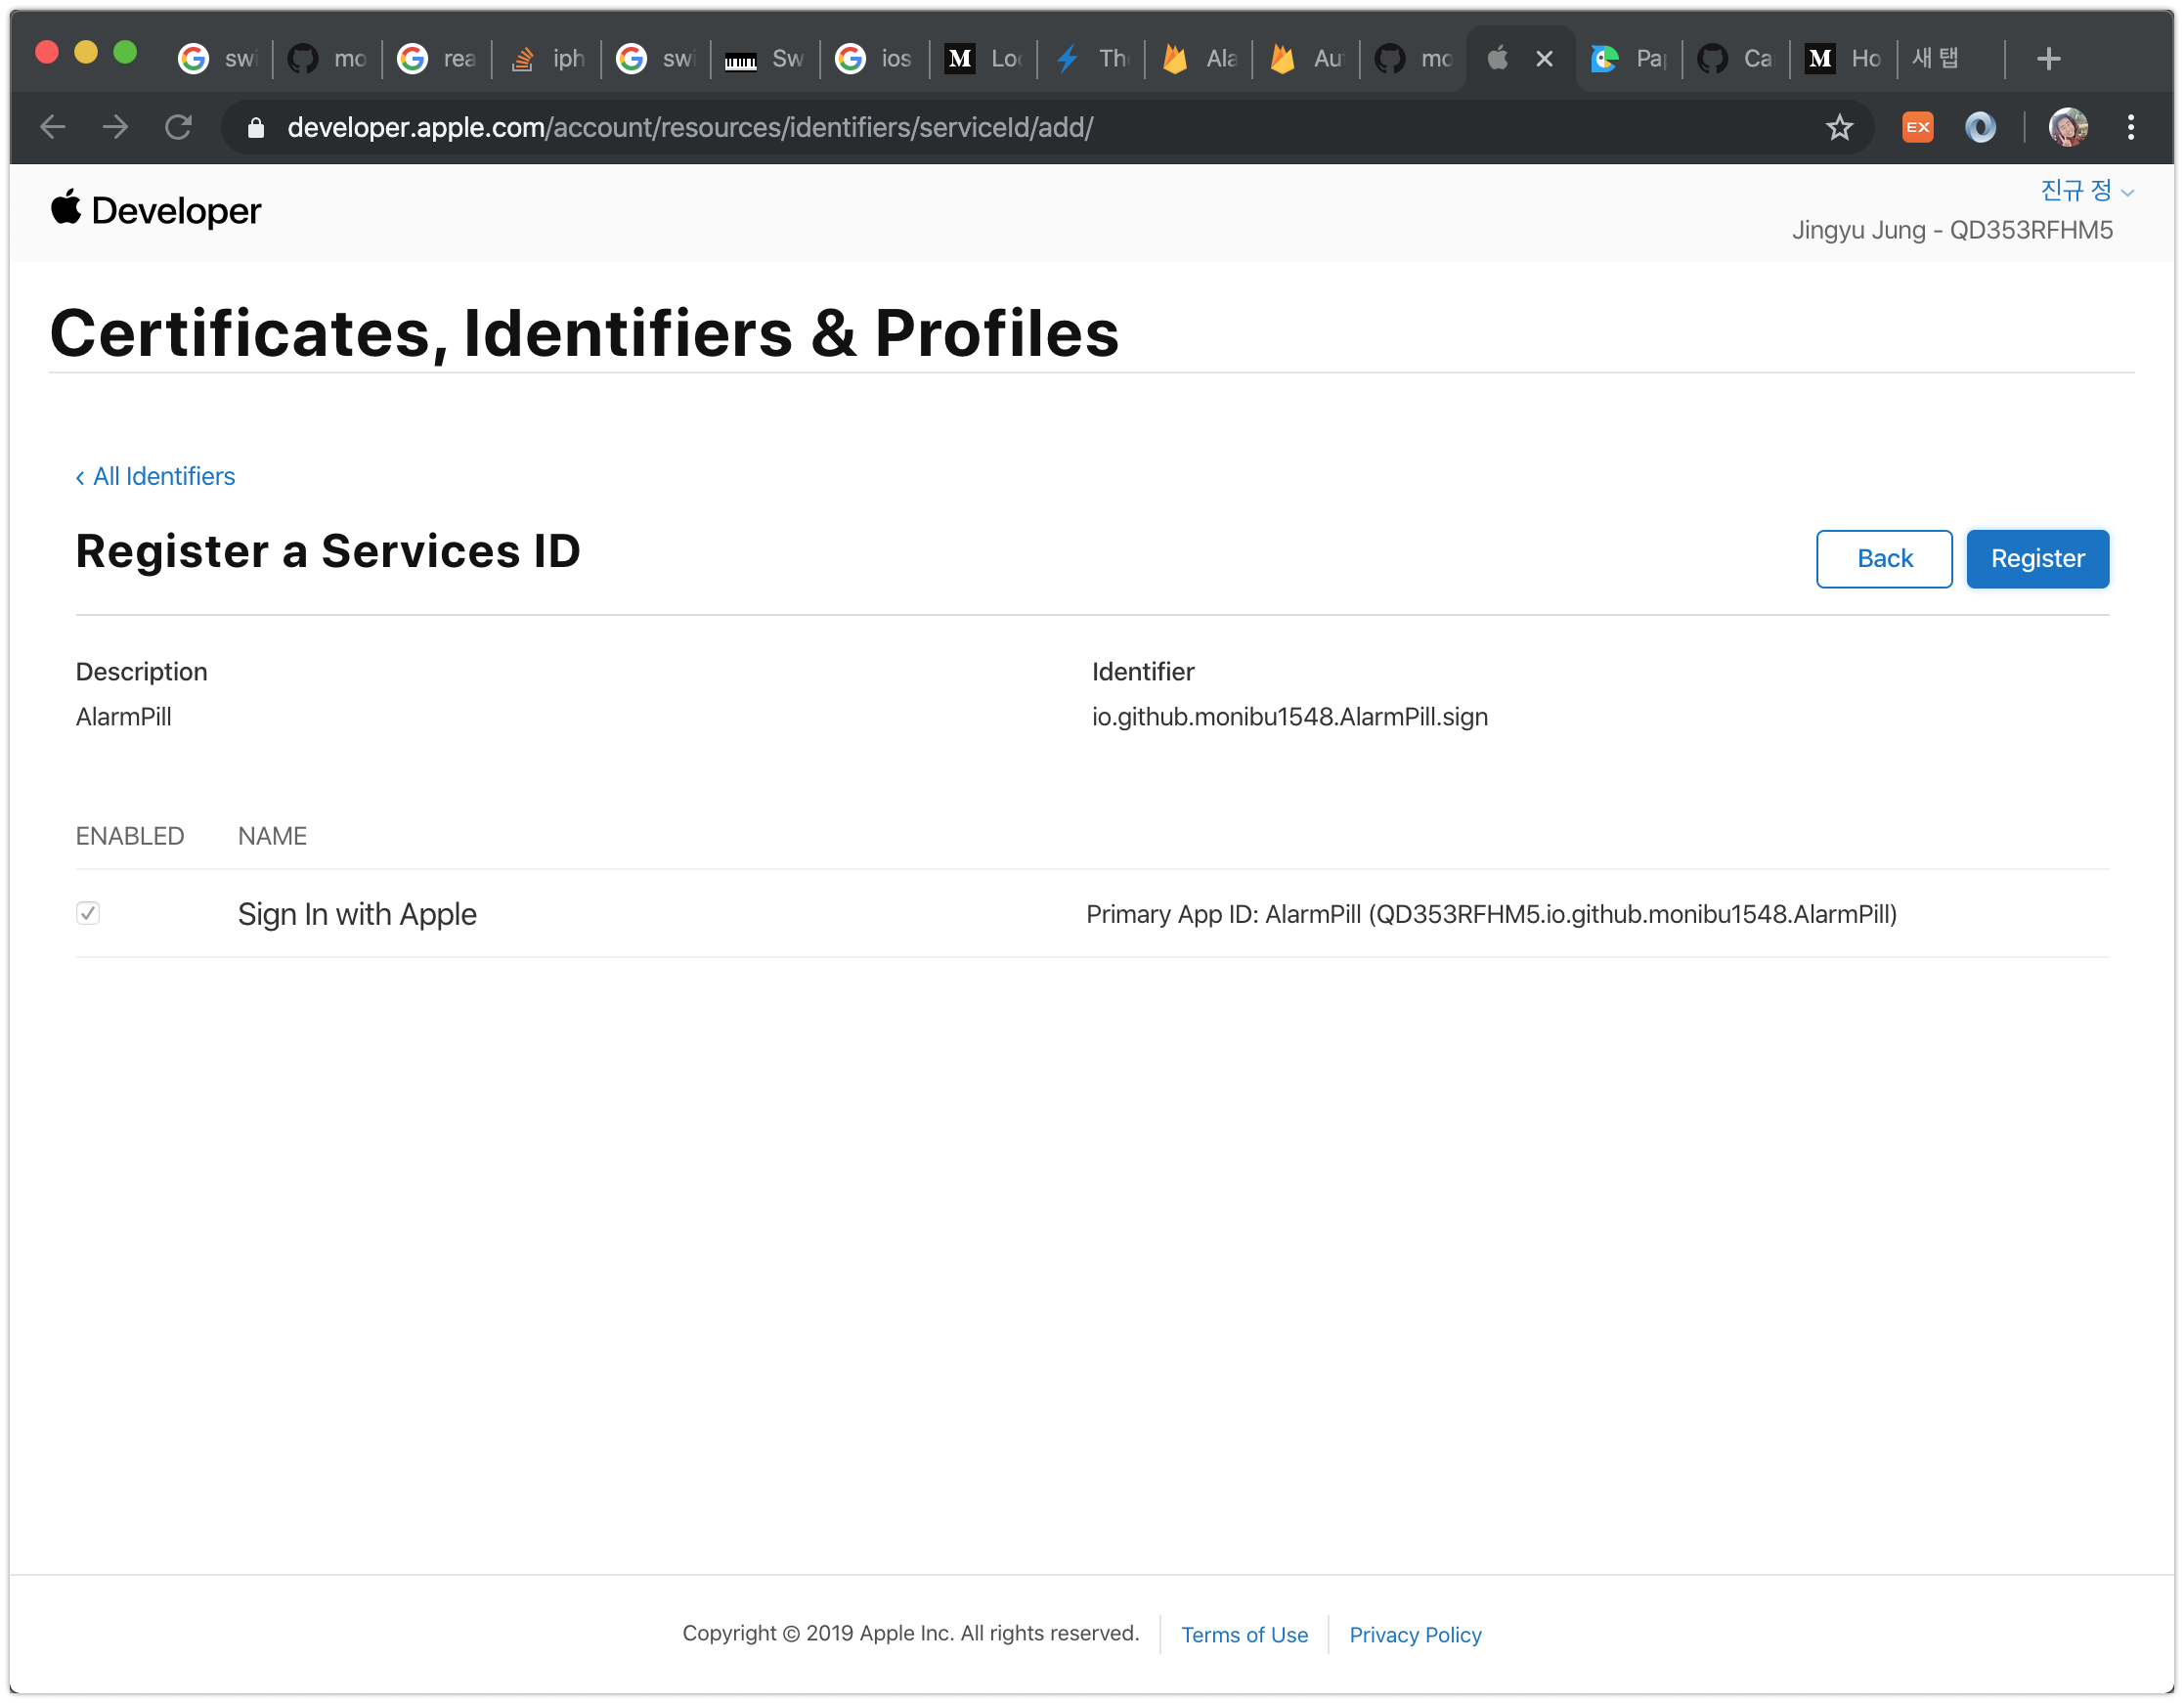 swi mo rea iph swi Sw ios Loc The Ala Au mo Pap Ca Ho 새 탭
developer.apple.com/account/resources/identifiers/serviceId/add/
EX
Developer
진규 정
Jingyu Jung - QD353RFHM5
Certificates, Identifiers & Profiles
All Identifiers
Register a Services ID
Back
Register
Description
Identifier
AlarmPill
io.github.monibu1548.AlarmPill.sign
ENABLED NAME
Sign In with Apple
Primary App ID: AlarmPill (QD353RFHM5.io.github.monibu1548.AlarmPill)
Copyright © 2019 Apple Inc. All rights reserved.
Terms of Use
Privacy Policy